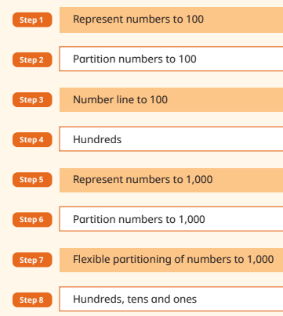 Step 1 Represent numbers to 100
Step 2 Partition numbers to 100
Step 3 Number line to 100
Step 4 Hundreds
Step 5 Represent numbers to 1,000
Step 6 Partition numbers to 1,000
Step 7 Flexible partitioning of numbers to 1,000
Step 8 Hundreds, tens and ones